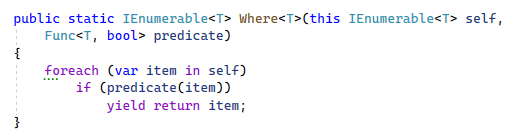 public static IEnumerable<T> Where<T>(this IEnumerable<T> self,
    Func<T, bool> predicate)
{
    foreach (var item in self)
        if (predicate(item))
            yield return item;
}